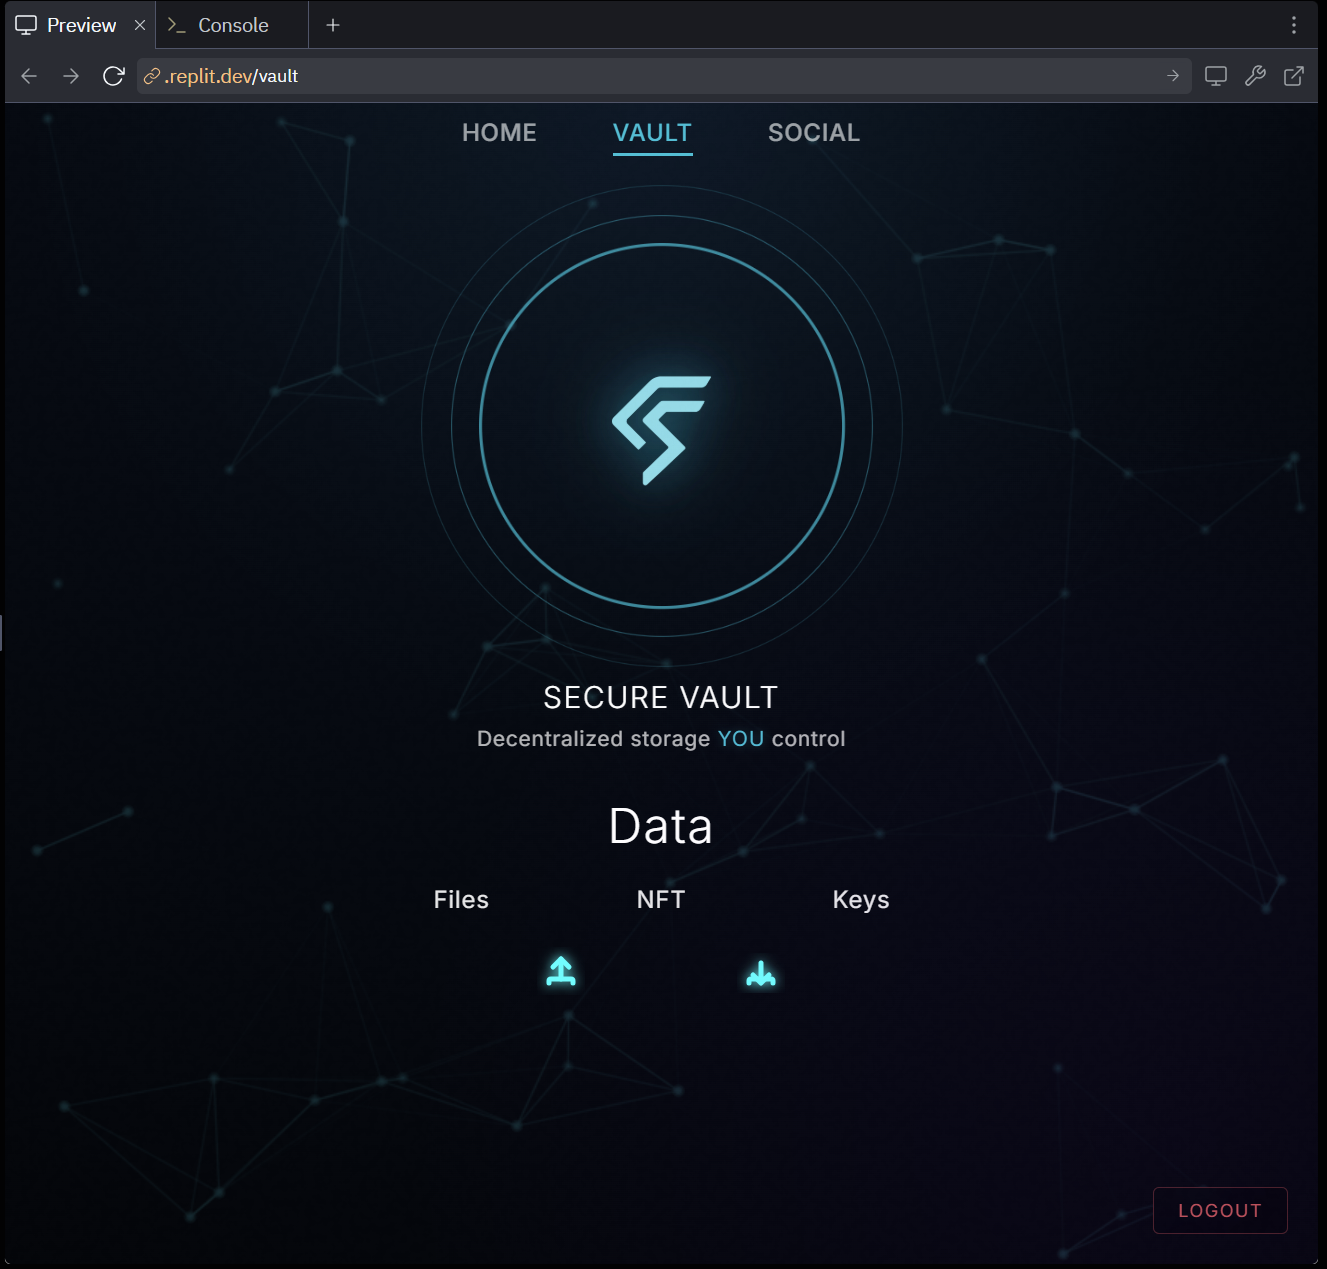 Preview
Console
.replit.dev/vault
HOME VAULT SOCIAL
SECURE VAULT
Decentralized storage YOU control
Data
Files NFT Keys
LOGOUT